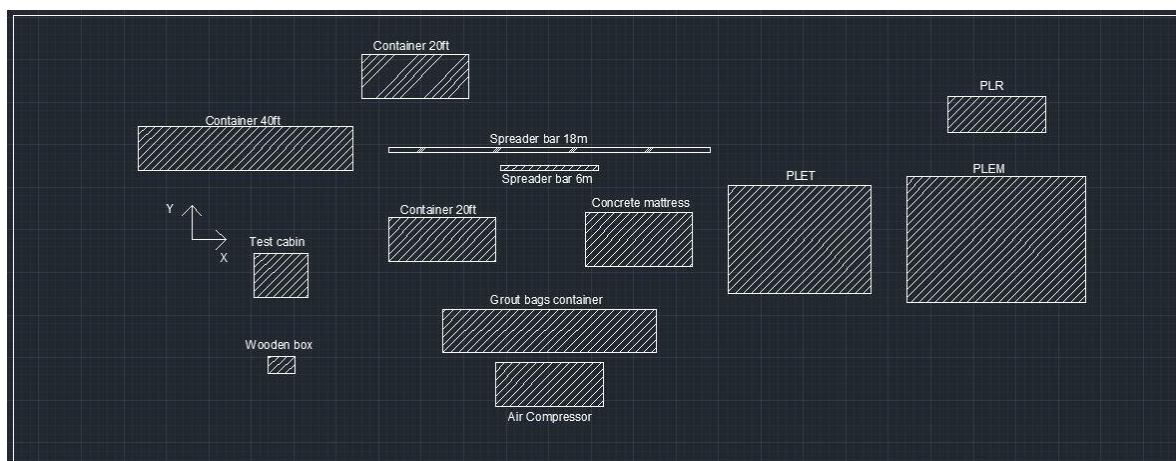 Container 20ft
PLR
Container 40ft
Spreader bar 18m
Spreader bar 6m
PLET
PLEM
Y
Container 20ft
Concrete mattress
X
Test cabin
Grout bags container
Wooden box
Air Compressor